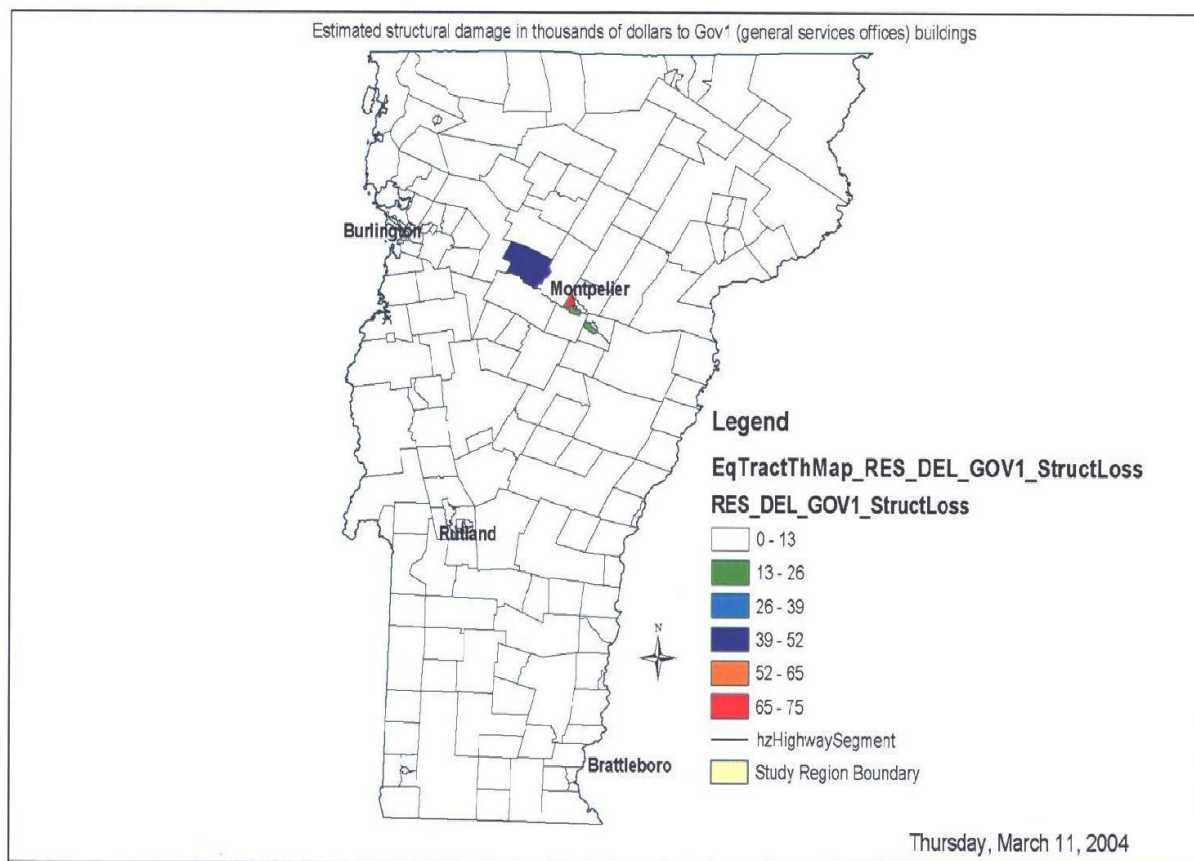 Estimated structural damage in thousands of dollars to Gov1 (general services offices) buildings
Burlington
Montpelier
Rutland
Brattleboro
N
Legend
EqTractThMap_RES_DEL_GOV1_StructLoss
RES_DEL_GOV1_StructLoss
0 - 13
13 - 26
26 - 39
39 - 52
52 - 65
65 - 75
hzHighwaySegment
Study Region Boundary
Thursday, March 11, 2004